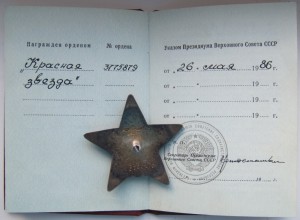 Награжден орденом № ордена
"Красная 3775879
звезда"
Указом Президиума Верховного Совета СССР
от „26“ мая 1986 г.
от „ “ 19 г.
от „ “ 19 г.
от „ “ 19 г.
М. П.
Секретарь Президиума
Верховного Совета СССР